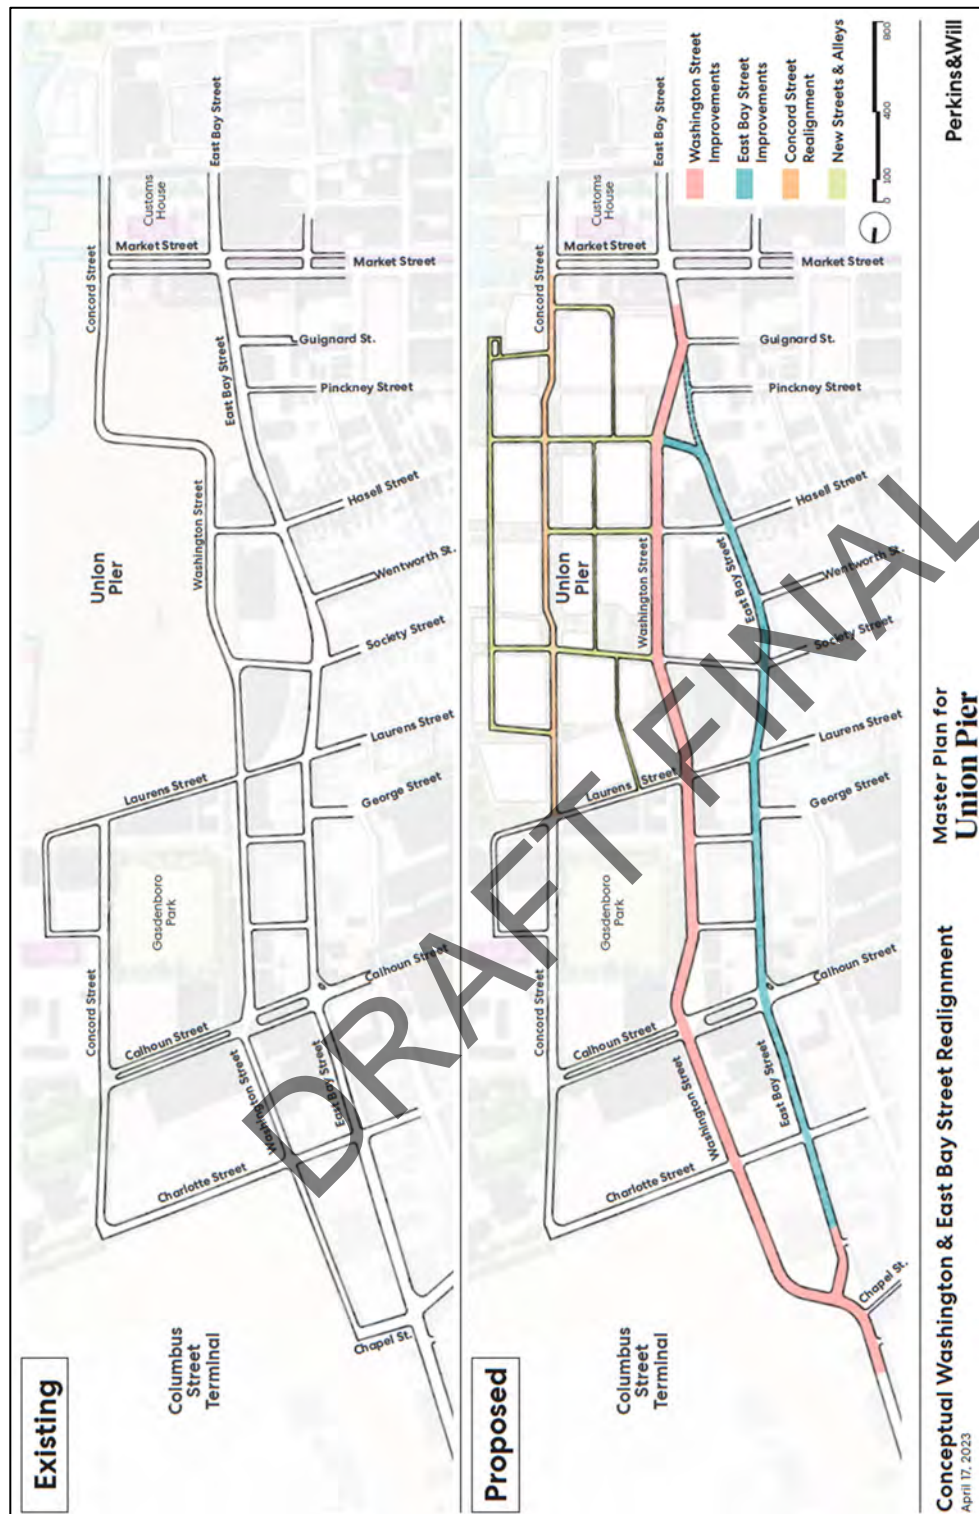 Existing
Concord Street
East Bay Street
Customs
House
Market Street
Market Street
Guignard St.
East Bay Street
Pinckney Street
Washington Street
Hasell Street
Union
Pier
Wentworth St.
Society Street
Laurens Street
Laurens Street
George Street
Gasdenboro
Park
Concord Street
Calhoun Street
Calhoun Street
Washington Street
East Bay Street
Charlotte Street
Columbus
Street
Terminal
Chapel St.
Proposed
East Bay Street
Customs
House
Concord Street
Market Street
Market Street
Guignard St.
Pinckney Street
Hasell Street
Union
Pier
Washington Street
East Bay Street
Wentworth St.
Society Street
Laurens Street
Laurens Street
George Street
Gasdenboro
Park
Concord Street
Calhoun Street
Calhoun Street
Washington Street
East Bay Street
Charlotte Street
Columbus
Street
Terminal
Chapel St.
Washington Street
Improvements
East Bay Street
Improvements
Concord Street
Realignment
New Streets & Alleys
0 100 400 800
DRAFT FINAL
Conceptual Washington & East Bay Street Realignment
April 17, 2023
Master Plan for
Union Pier
Perkins&Will